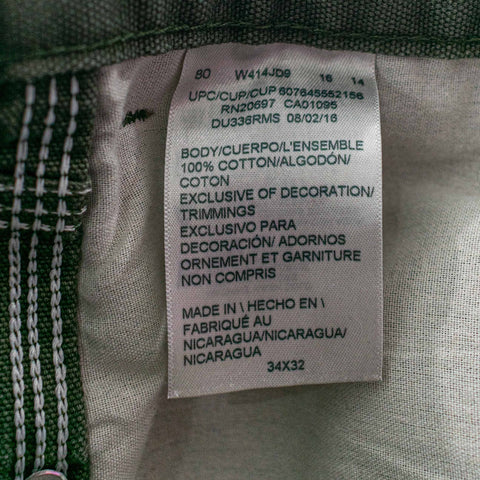 80 W414JD9 16 14
UPC/CUP/CUP 607645552156
RN20697 CA01095
DU336RMS 08/02/16
BODY/CUERPO/L'ENSEMBLE
100% COTTON/ALGODÓN/
COTON
EXCLUSIVE OF DECORATION/
TRIMMINGS
EXCLUSIVO PARA
DECORACIÓN/ ADORNOS
ORNEMENT ET GARNITURE
NON COMPRIS
MADE IN \ HECHO EN \
FABRIQUÉ AU
NICARAGUA/NICARAGUA/
NICARAGUA
34X32